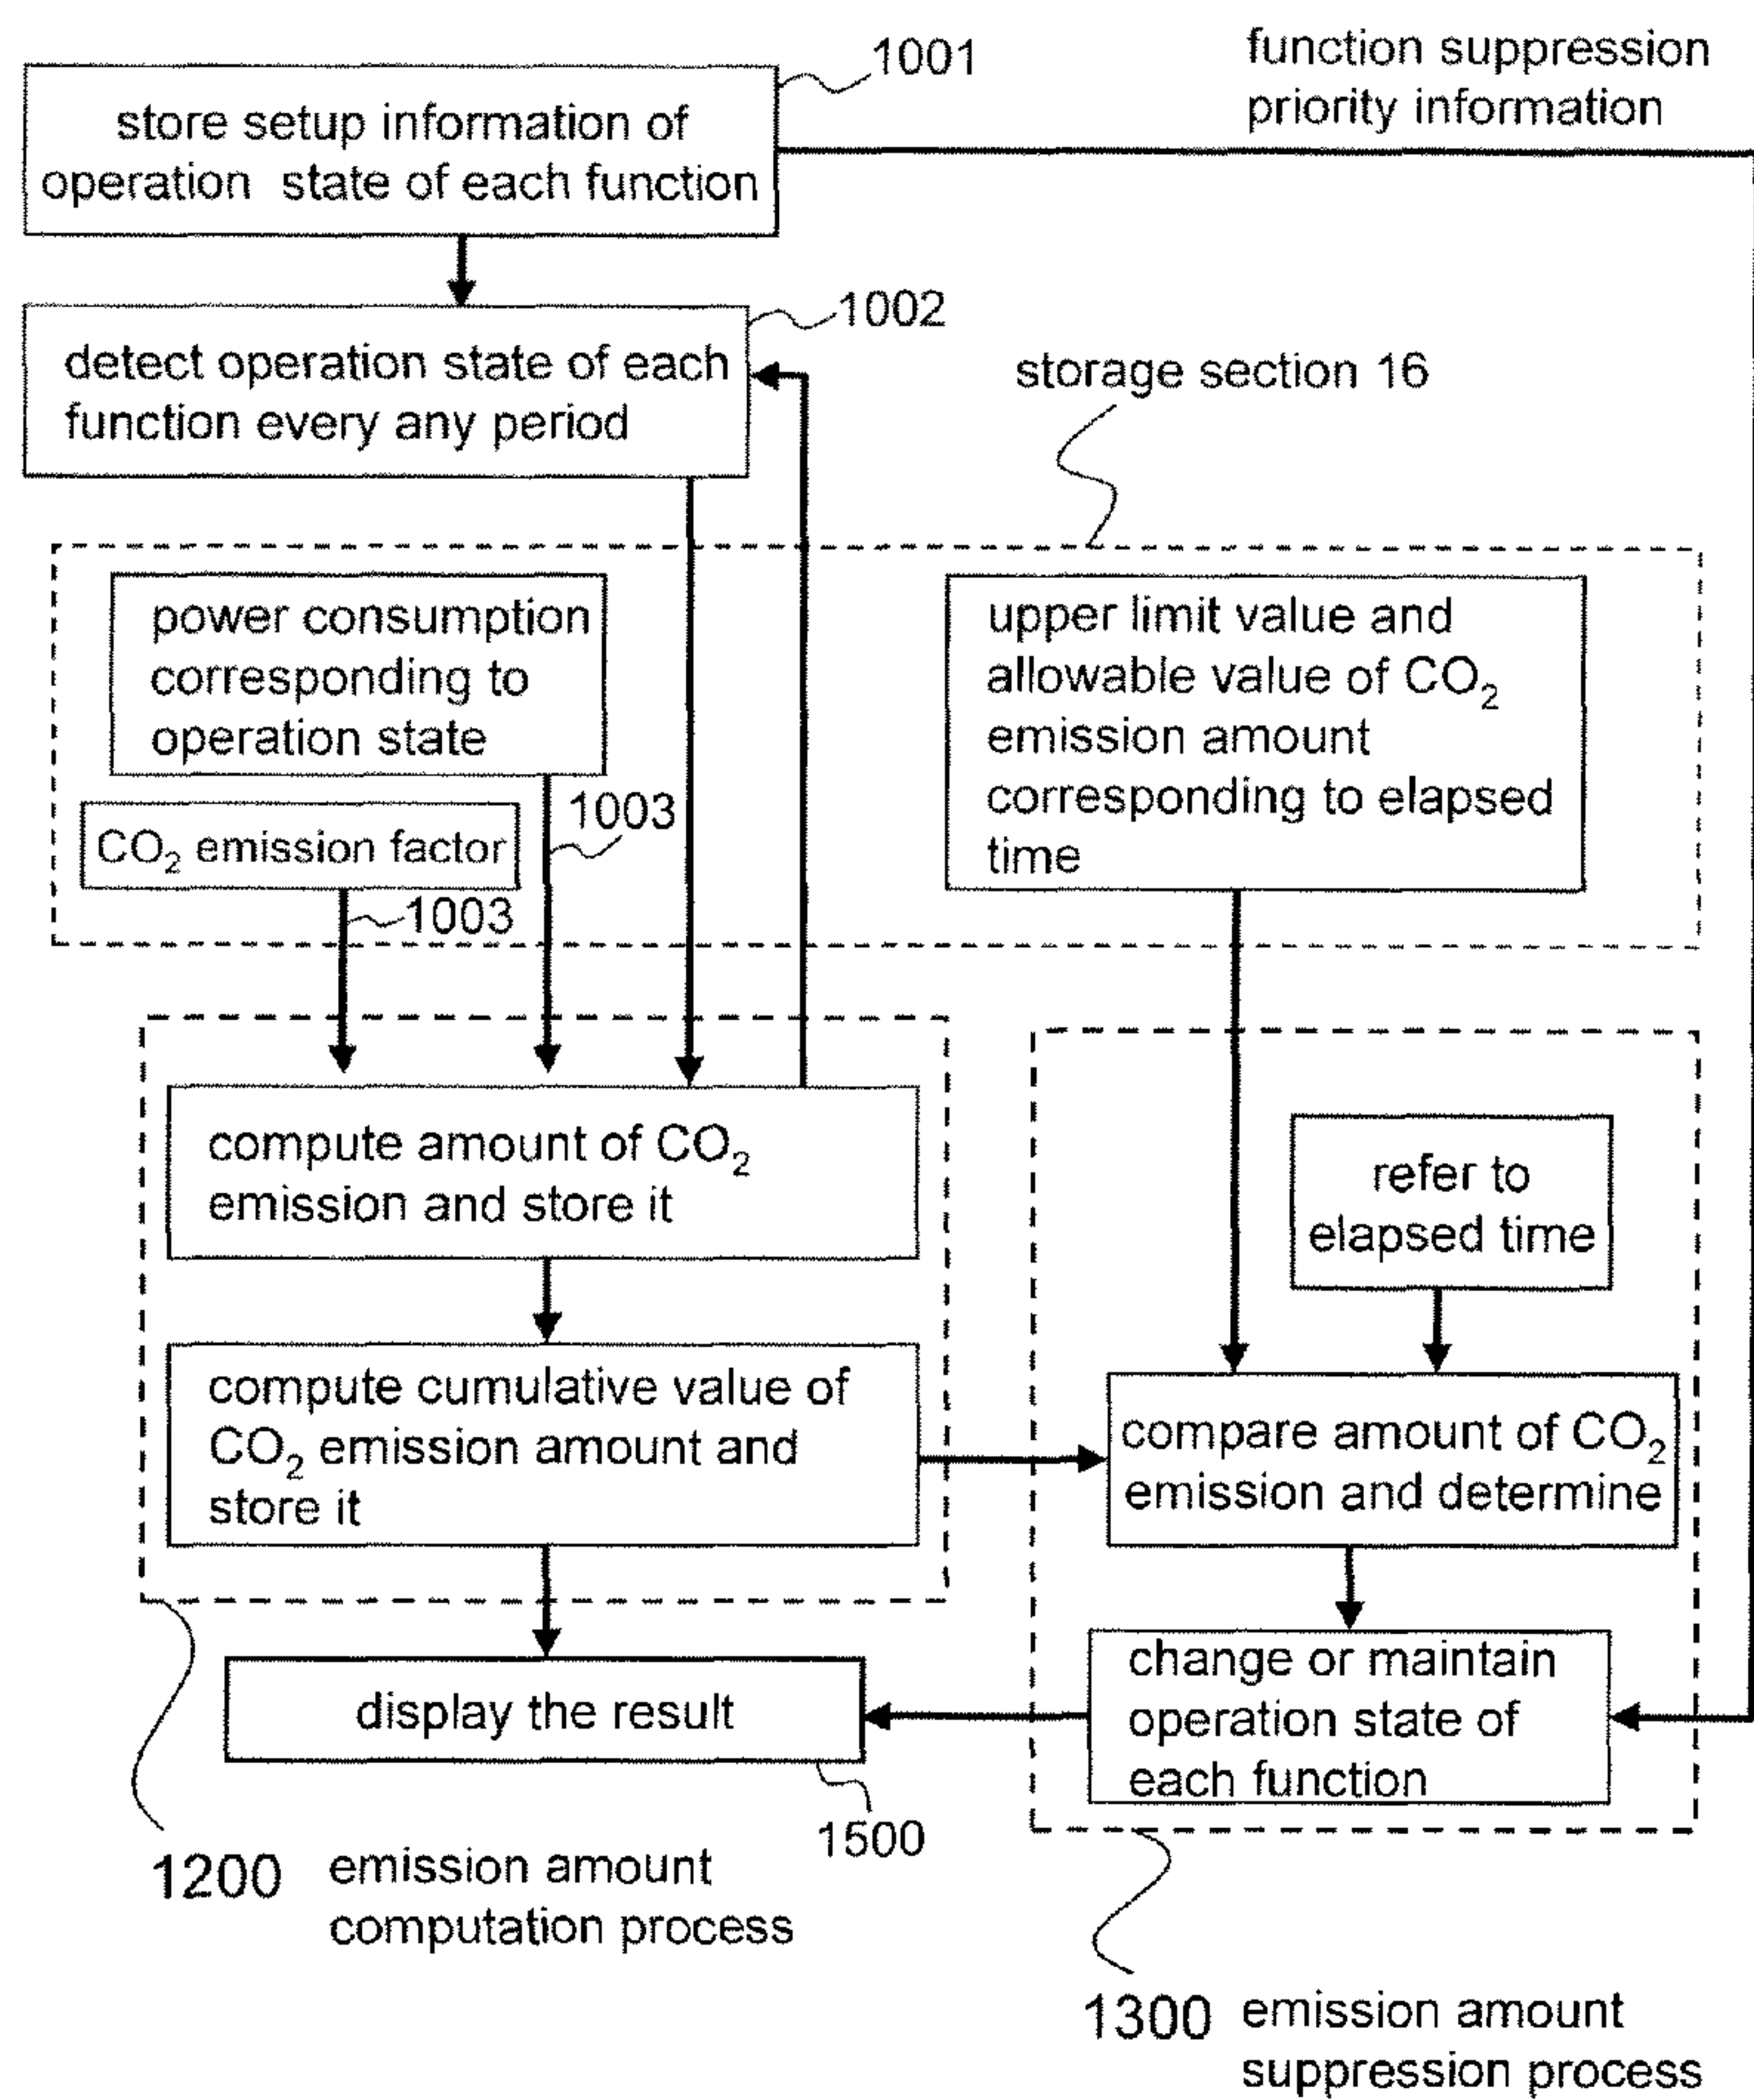 1001
function suppression
priority information
store setup information of
operation state of each function
1002
detect operation state of each
function every any period
storage section 16
power consumption
corresponding to
operation state
1003
CO₂ emission factor
1003
upper limit value and
allowable value of CO₂
emission amount
corresponding to elapsed
time
compute amount of CO₂
emission and store it
refer to
elapsed time
compute cumulative value of
CO₂ emission amount and
store it
compare amount of CO₂
emission and determine
display the result
1500
change or maintain
operation state of
each function
1200 emission amount
computation process
1300 emission amount
suppression process